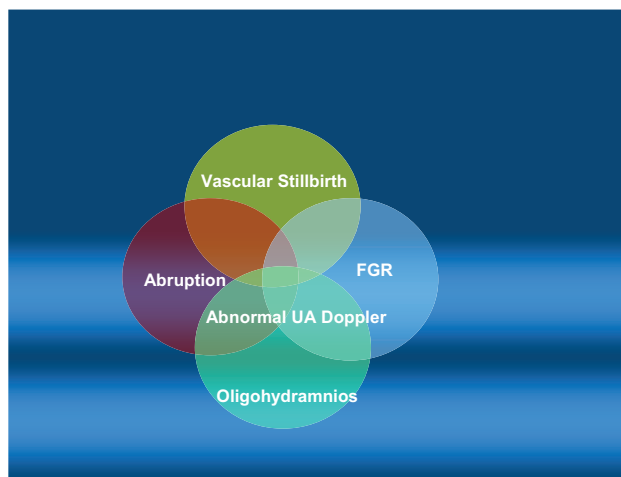 Vascular Stillbirth
FGR
Abruption
Abnormal UA Doppler
Oligohydramnios